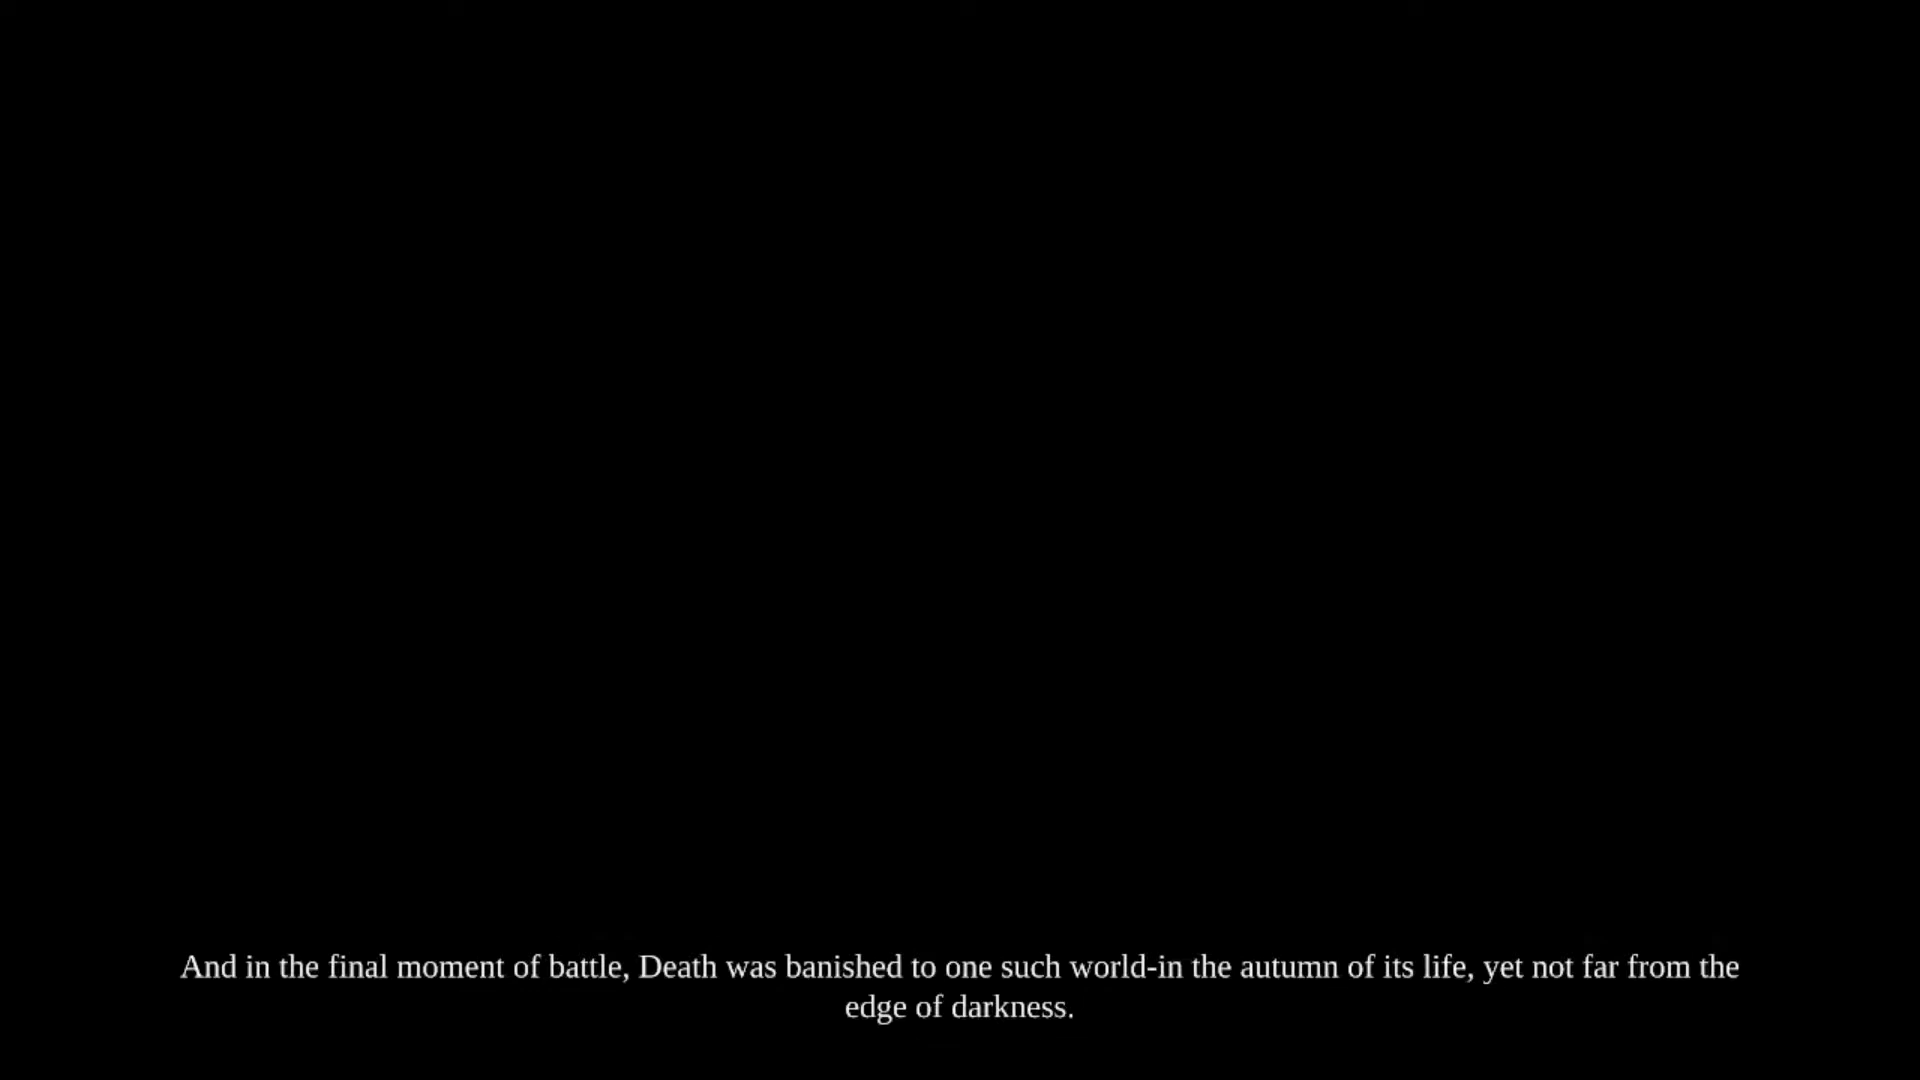 And in the final moment of battle, Death was banished to one such world-in the autumn of its life, yet not far from the
edge of darkness.